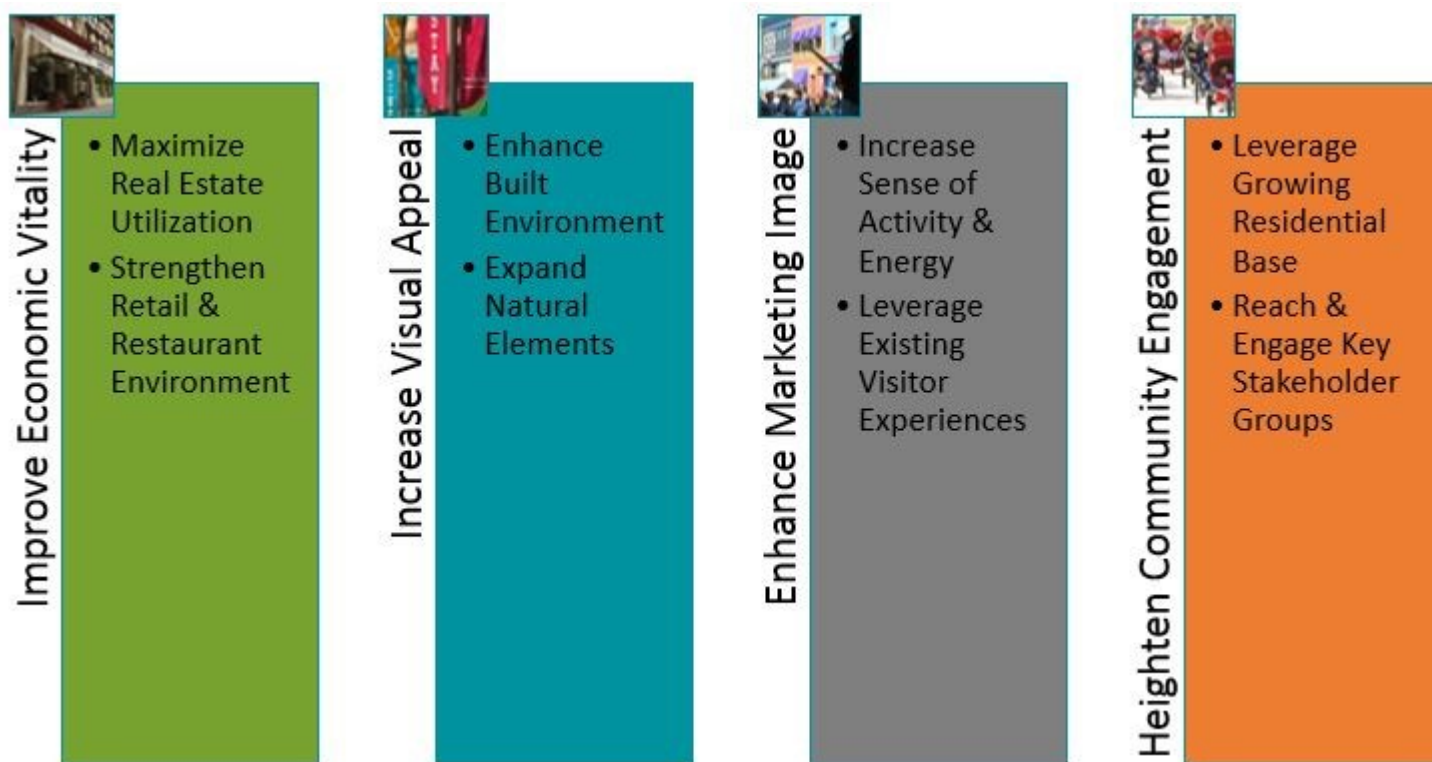 Improve Economic Vitality
• Maximize
Real Estate
Utilization
• Strengthen
Retail &
Restaurant
Environment
Increase Visual Appeal
• Enhance
Built
Environment
• Expand
Natural
Elements
Enhance Marketing Image
• Increase
Sense of
Activity &
Energy
• Leverage
Existing
Visitor
Experiences
Heighten Community Engagement
• Leverage
Growing
Residential
Base
• Reach &
Engage Key
Stakeholder
Groups